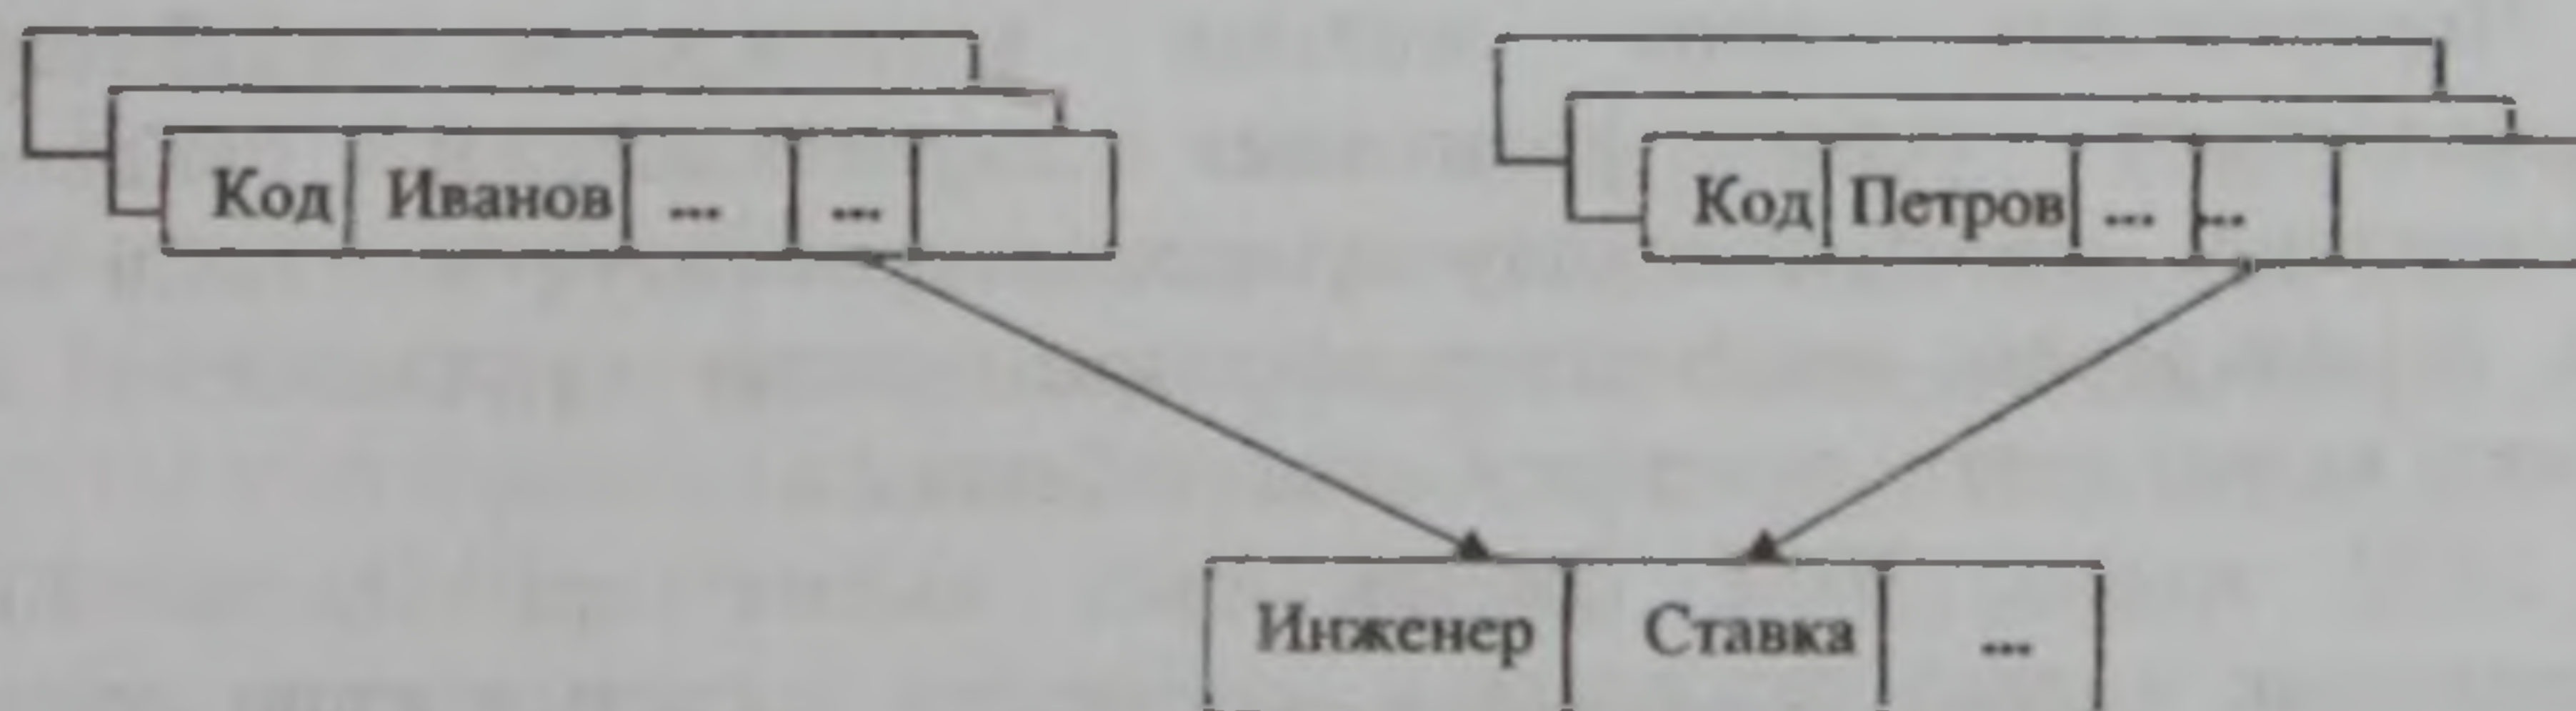 Код Иванов ... ... Код Петров ... ...
Инженер Ставка ...